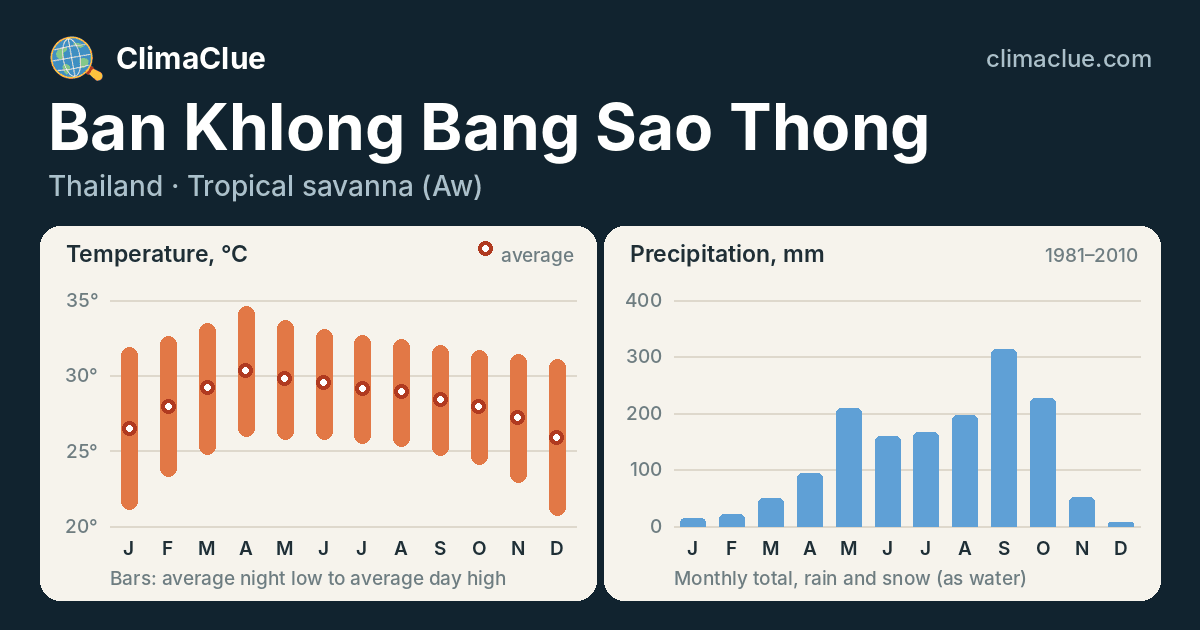 ClimaClue
climaclue.com
Ban Khlong Bang Sao Thong
Thailand · Tropical savanna (Aw)
Temperature, °C
average
35°
30°
25°
20°
J F M A M J J A S O N D
Bars: average night low to average day high
Precipitation, mm
1981–2010
400
300
200
100
0
J F M A M J J A S O N D
Monthly total, rain and snow (as water)